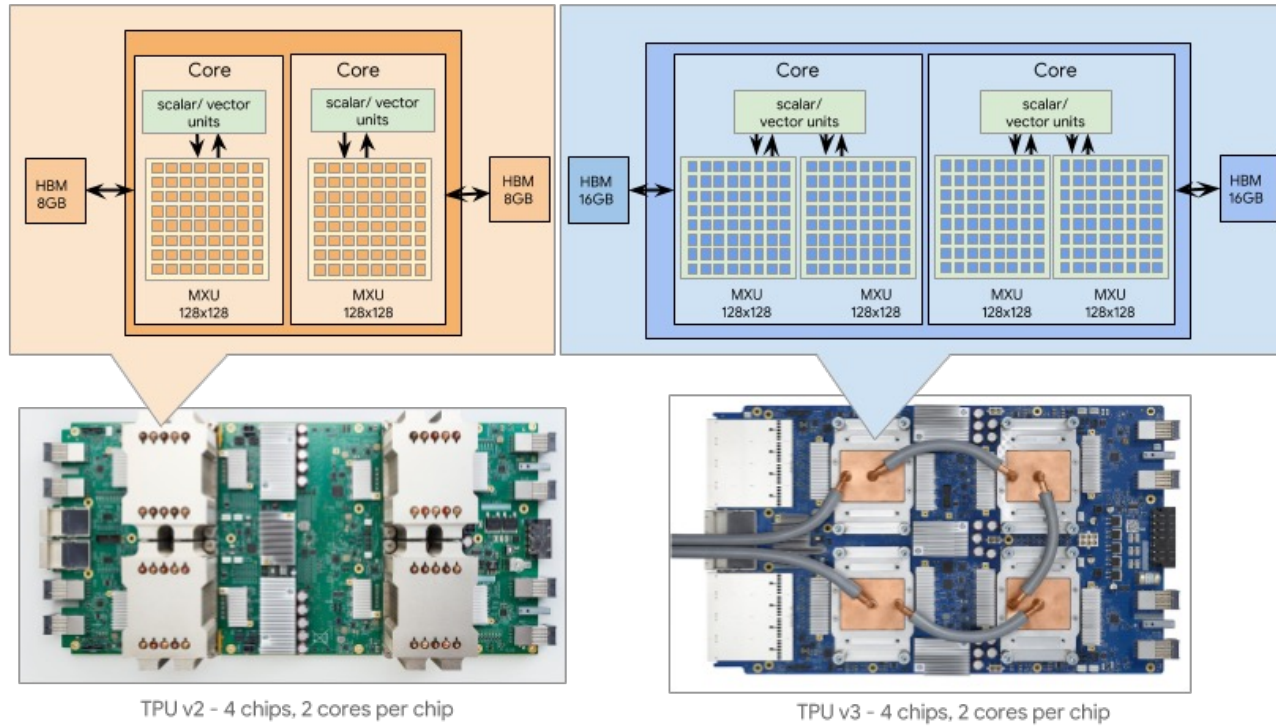 Core
Core
scalar/ vector
units
scalar/ vector
units
HBM
8GB
HBM
8GB
MXU
128x128
MXU
128x128
Core
Core
scalar/
vector units
scalar/
vector units
HBM
16GB
HBM
16GB
MXU
128x128
MXU
128x128
MXU
128x128
MXU
128x128
TPU v2 - 4 chips, 2 cores per chip
TPU v3 - 4 chips, 2 cores per chip